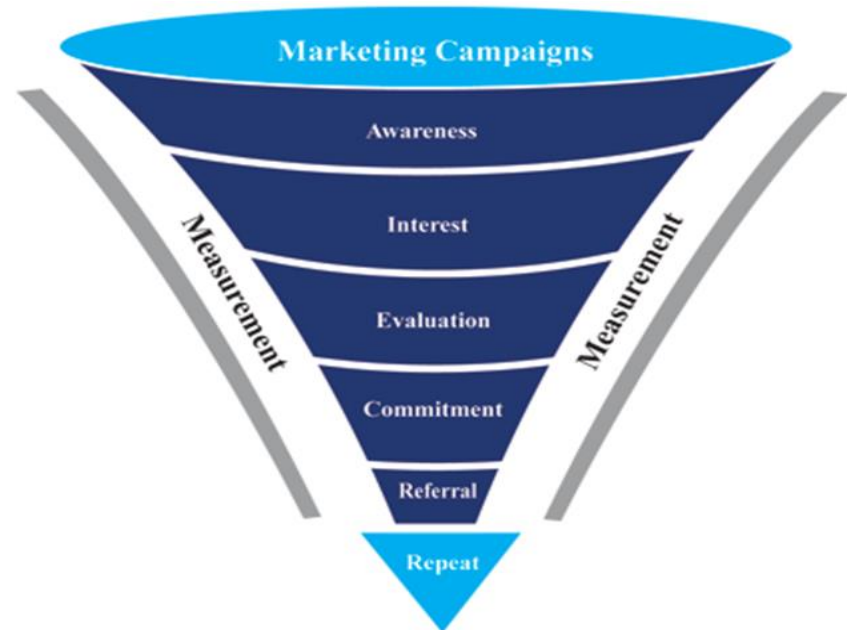 Marketing Campaigns
Awareness
Interest
Evaluation
Commitment
Referral
Repeat
Measurement
Measurement